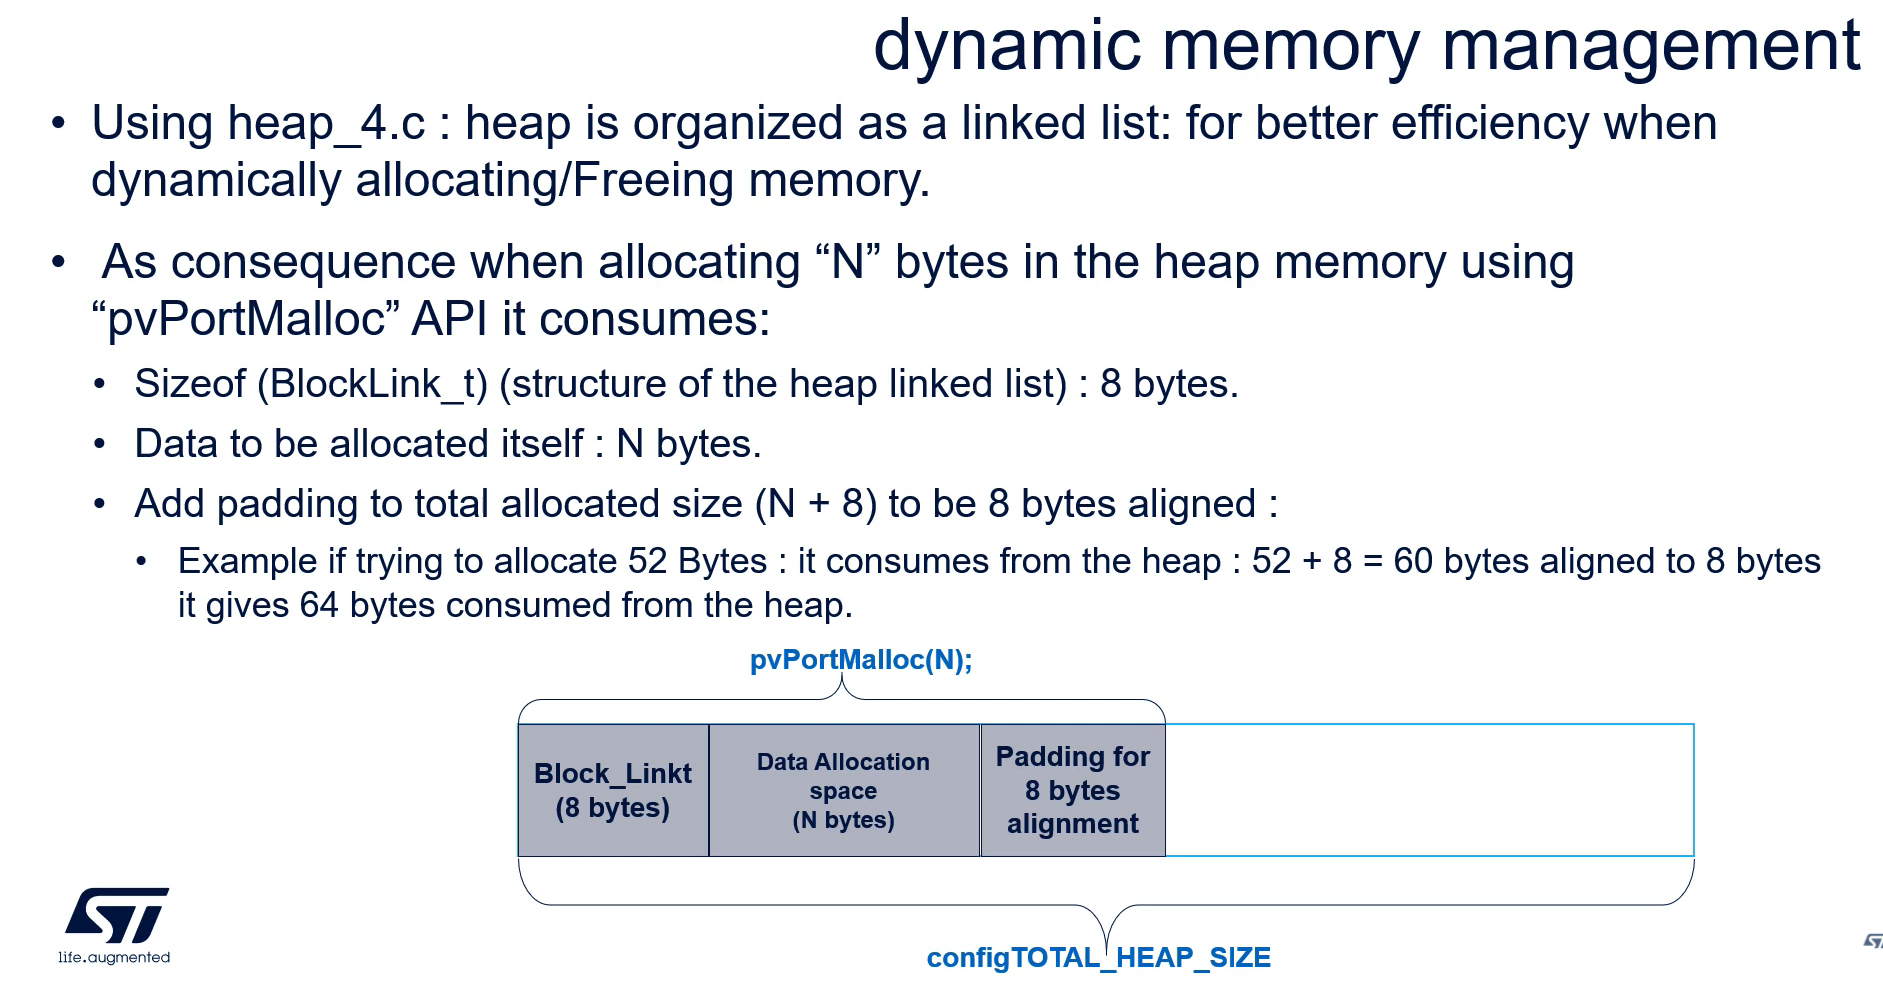 dynamic memory management
• Using heap_4.c : heap is organized as a linked list: for better efficiency when
dynamically allocating/Freeing memory.
• As consequence when allocating “N” bytes in the heap memory using
“pvPortMalloc” API it consumes:
• Sizeof (BlockLink_t) (structure of the heap linked list) : 8 bytes.
• Data to be allocated itself : N bytes.
• Add padding to total allocated size (N + 8) to be 8 bytes aligned :
• Example if trying to allocate 52 Bytes : it consumes from the heap : 52 + 8 = 60 bytes aligned to 8 bytes
it gives 64 bytes consumed from the heap.
pvPortMalloc(N);
Block_Linkt
(8 bytes)
Data Allocation
space
(N bytes)
Padding for
8 bytes
alignment
configTOTAL_HEAP_SIZE
ST
life.augmented
ST